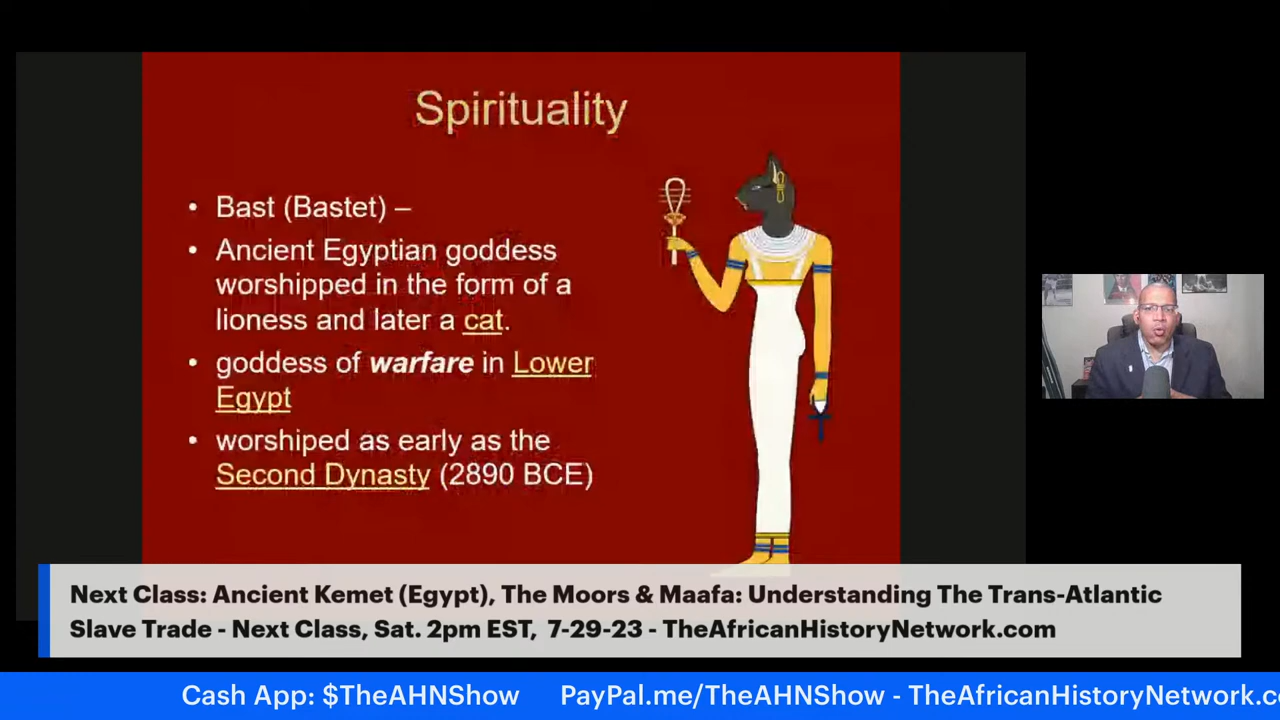 Spirituality
• Bast (Bastet) –
• Ancient Egyptian goddess
worshipped in the form of a
lioness and later a cat.
• goddess of warfare in Lower
Egypt
• worshiped as early as the
Second Dynasty (2890 BCE)
Next Class: Ancient Kemet (Egypt), The Moors & Maafa: Understanding The Trans-Atlantic
Slave Trade - Next Class, Sat. 2pm EST, 7-29-23 - TheAfricanHistoryNetwork.com
Cash App: $TheAHNShow PayPal.me/TheAHNShow - TheAfricanHistoryNetwork.c